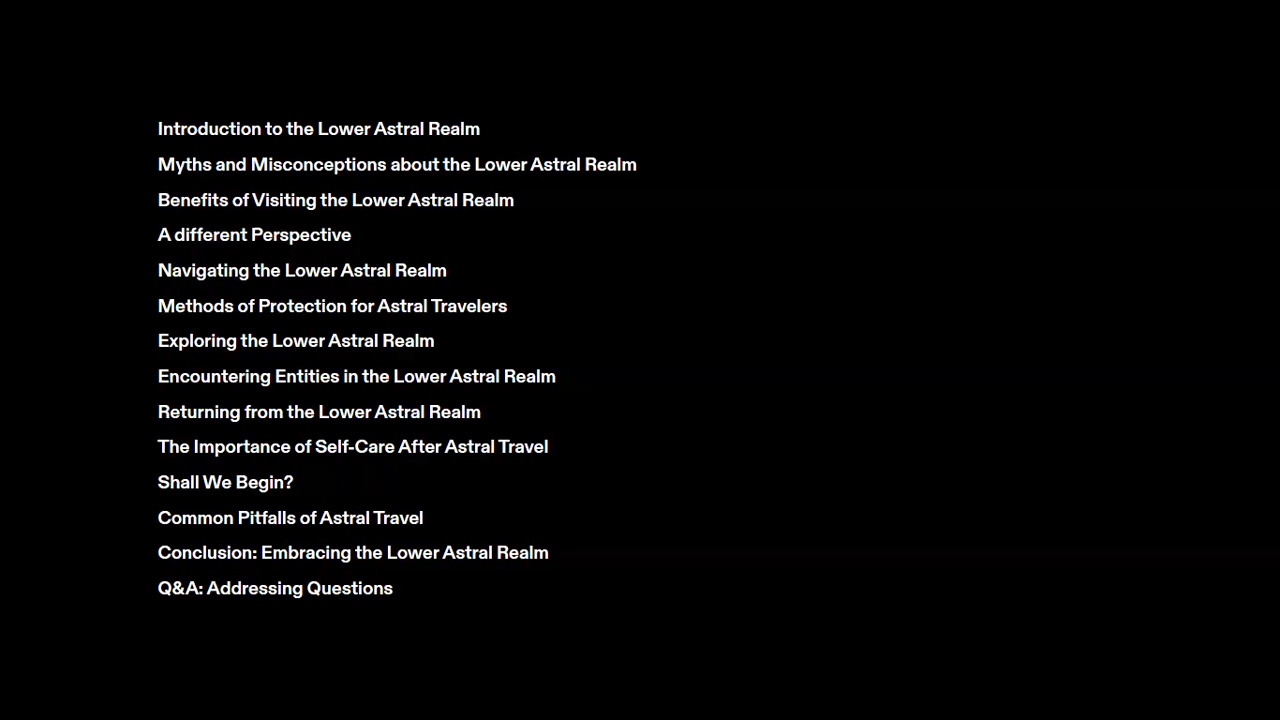 Introduction to the Lower Astral Realm
Myths and Misconceptions about the Lower Astral Realm
Benefits of Visiting the Lower Astral Realm
A different Perspective
Navigating the Lower Astral Realm
Methods of Protection for Astral Travelers
Exploring the Lower Astral Realm
Encountering Entities in the Lower Astral Realm
Returning from the Lower Astral Realm
The Importance of Self-Care After Astral Travel
Shall We Begin?
Common Pitfalls of Astral Travel
Conclusion: Embracing the Lower Astral Realm
Q&A: Addressing Questions